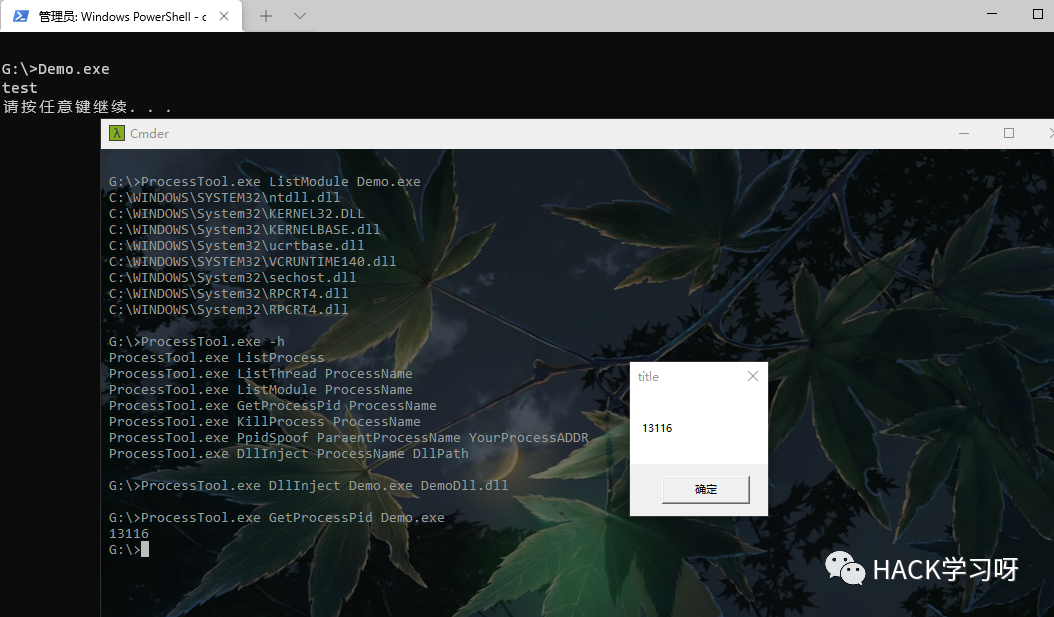 管理员: Windows PowerShell - c
G:\>Demo.exe
test
请按任意键继续. . .
Cmder
G:\>ProcessTool.exe ListModule Demo.exe
C:\WINDOWS\SYSTEM32\ntdll.dll
C:\WINDOWS\System32\KERNEL32.DLL
C:\WINDOWS\System32\KERNELBASE.dll
C:\WINDOWS\System32\ucrtbase.dll
C:\WINDOWS\SYSTEM32\VCRUNTIME140.dll
C:\WINDOWS\System32\sechost.dll
C:\WINDOWS\System32\RPCRT4.dll
C:\WINDOWS\System32\RPCRT4.dll
G:\>ProcessTool.exe -h
ProcessTool.exe ListProcess
ProcessTool.exe ListThread ProcessName
ProcessTool.exe ListModule ProcessName
ProcessTool.exe GetProcessPid ProcessName
ProcessTool.exe KillProcess ProcessName
ProcessTool.exe PpidSpoof ParaentProcessName YourProcessADDR
ProcessTool.exe DllInject ProcessName DllPath
G:\>ProcessTool.exe DllInject Demo.exe DemoDll.dll
G:\>ProcessTool.exe GetProcessPid Demo.exe
13116
G:\>
title
13116
确定
HACK学习呀